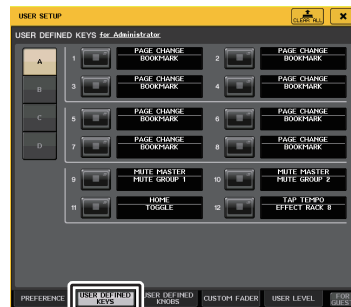 USER SETUP
CLEAR ALL
USER DEFINED KEYS for Administrator
A
B
C
D
1 PAGE CHANGE
BOOKMARK
2 PAGE CHANGE
BOOKMARK
3 PAGE CHANGE
BOOKMARK
4 PAGE CHANGE
BOOKMARK
5 PAGE CHANGE
BOOKMARK
6 PAGE CHANGE
BOOKMARK
7 PAGE CHANGE
BOOKMARK
8 PAGE CHANGE
BOOKMARK
9 MUTE MASTER
MUTE GROUP 1
10 MUTE MASTER
MUTE GROUP 2
11 HOME
TOGGLE
12 TAP TEMPO
EFFECT RACK 8
PREFERENCE
USER DEFINED
KEYS
USER DEFINED
KNOBS
CUSTOM FADER
USER LEVEL
FOR
GUES